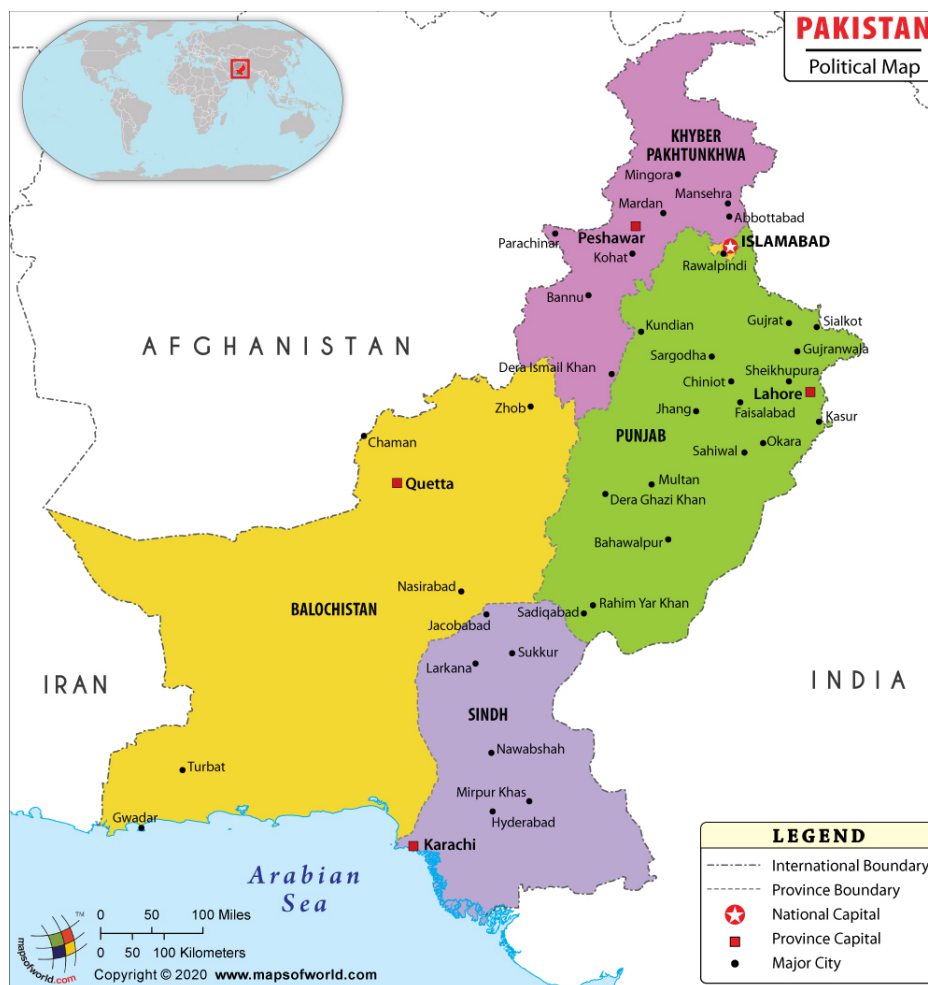 PAKISTAN
Political Map
KHYBER
PAKHTUNKHWA
Mingora
Mansehra
Mardan
Abbottabad
Peshawar
Parachinar
ISLAMABAD
Kohat
Rawalpindi
Bannu
Gujrat
Sialkot
Kundian
AFGHANISTAN
Gujranwala
Sargodha
Sheikhupura
Dera Ismail Khan
Chiniot
Lahore
Zhob
Jhang
Faisalabad
Kasur
Chaman
PUNJAB
Okara
Sahiwal
Quetta
Multan
Dera Ghazi Khan
Bahawalpur
Nasirabad
BALOCHISTAN
Rahim Yar Khan
Sadiqabad
Jacobabad
Sukkur
Larkana
IRAN
INDIA
SINDH
Nawabshah
Turbat
Mirpur Khas
Gwadar
Hyderabad
Karachi
Arabian
Sea
LEGEND
International Boundary
Province Boundary
National Capital
Province Capital
Major City
TM
0 50 100 Miles
0 50 100 Kilometers
mapsofworld.com
Copyright © 2020 www.mapsofworld.com